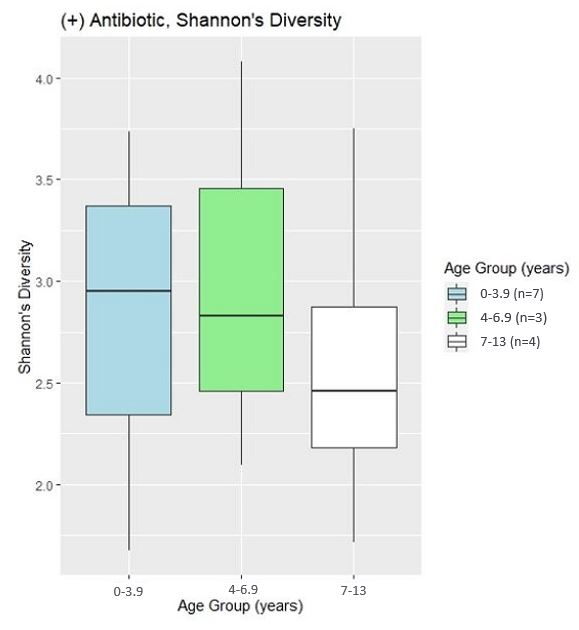 (+) Antibiotic, Shannon's Diversity
4.0
3.5
3.0
2.5
2.0
Shannon's Diversity
0-3.9
4-6.9
7-13
Age Group (years)
Age Group (years)
0-3.9 (n=7)
4-6.9 (n=3)
7-13 (n=4)